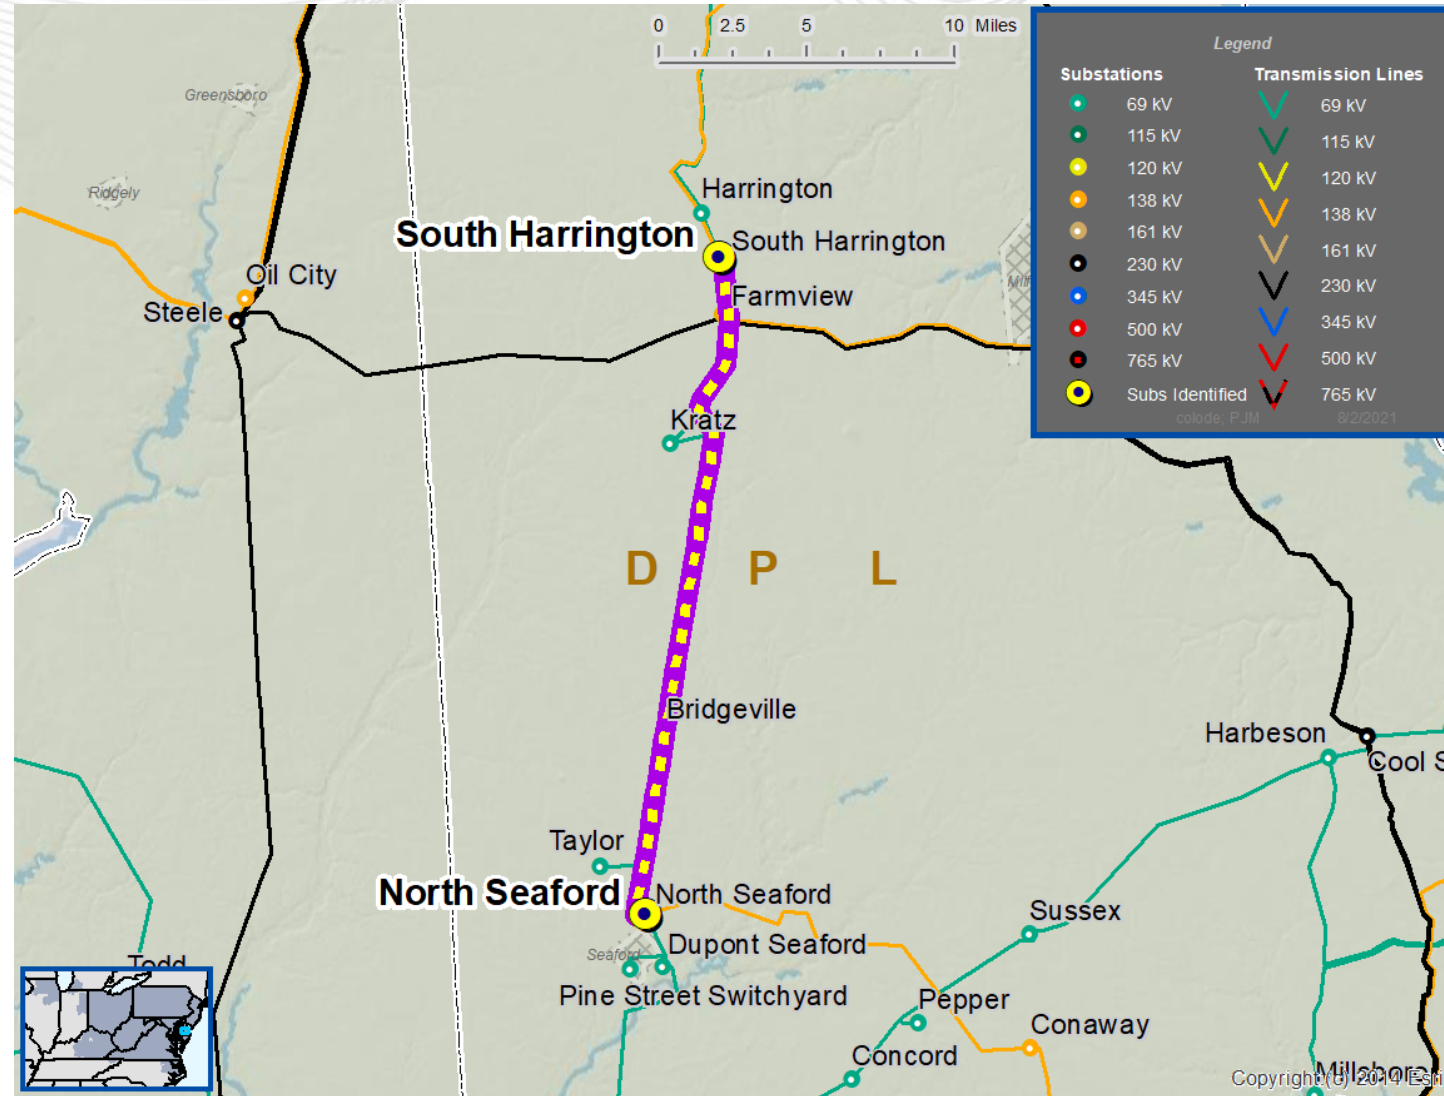 0 2.5 5 10 Miles
Legend
Substations Transmission Lines
69 kV 69 kV
115 kV 115 kV
120 kV 120 kV
138 kV 138 kV
161 kV 161 kV
230 kV 230 kV
345 kV 345 kV
500 kV 500 kV
765 kV 765 kV
Subs Identified
colode; PJM 8/2/2021
Greensboro
Ridgely
Harrington
South Harrington
South Harrington
Oil City
Farmview
Steele
Milf
Kratz
D P L
Bridgeville
Harbeson
Cool S
Taylor
North Seaford
North Seaford
Sussex
Dupont Seaford
Seaford
Todd
Pine Street Switchyard
Pepper
Conaway
Concord
Millsboro
Copyright:(c) 2014 Esri